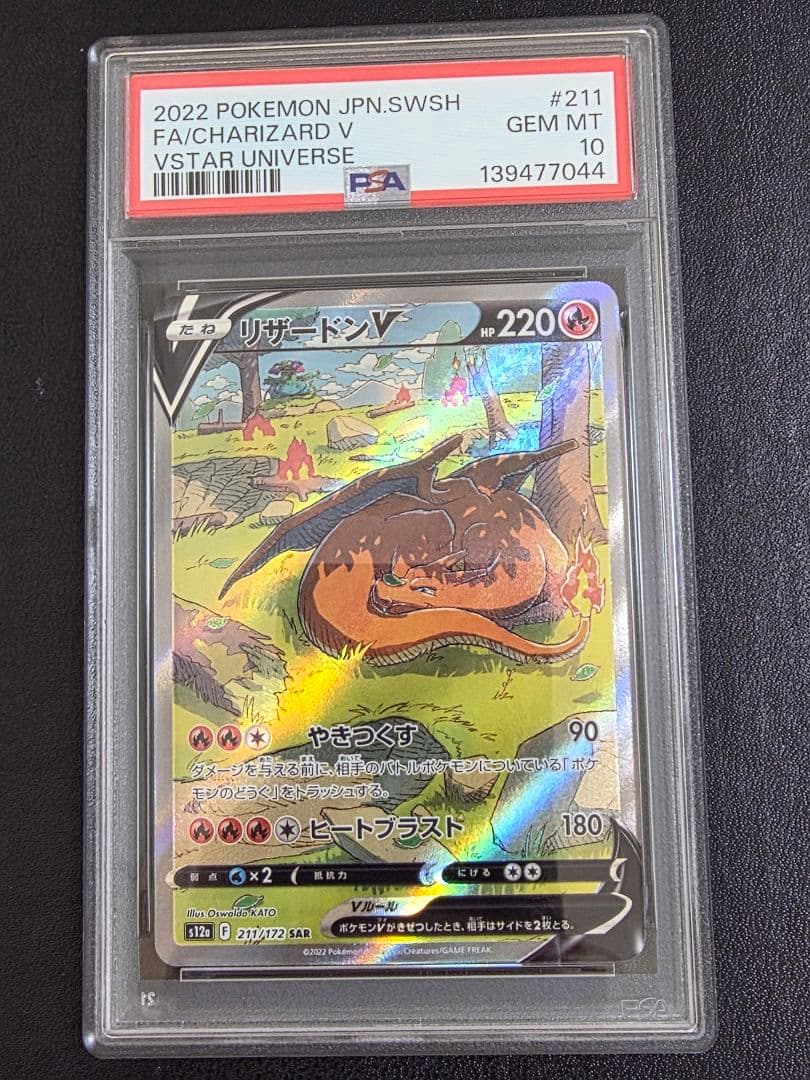 2022 POKEMON JPN.SWSH #211
FA/CHARIZARD V GEM MT
VSTAR UNIVERSE 10
PSA 139477044
たね リザードンV HP 220
やきつくす 90
ダメージを与える前に、相手のバトルポケモンについている「ポケ
モンのどうぐ」をトラッシュする。
ヒートブラスト 180
弱点 ×2 抵抗力 にげる
Illus. Oswaldo KATO
Vルール
s12a F 211/172 SAR
ポケモンVがきぜつしたとき、相手はサイドを2枚とる。
©2022 Pokémon/Creatures/GAME FREAK
PSA